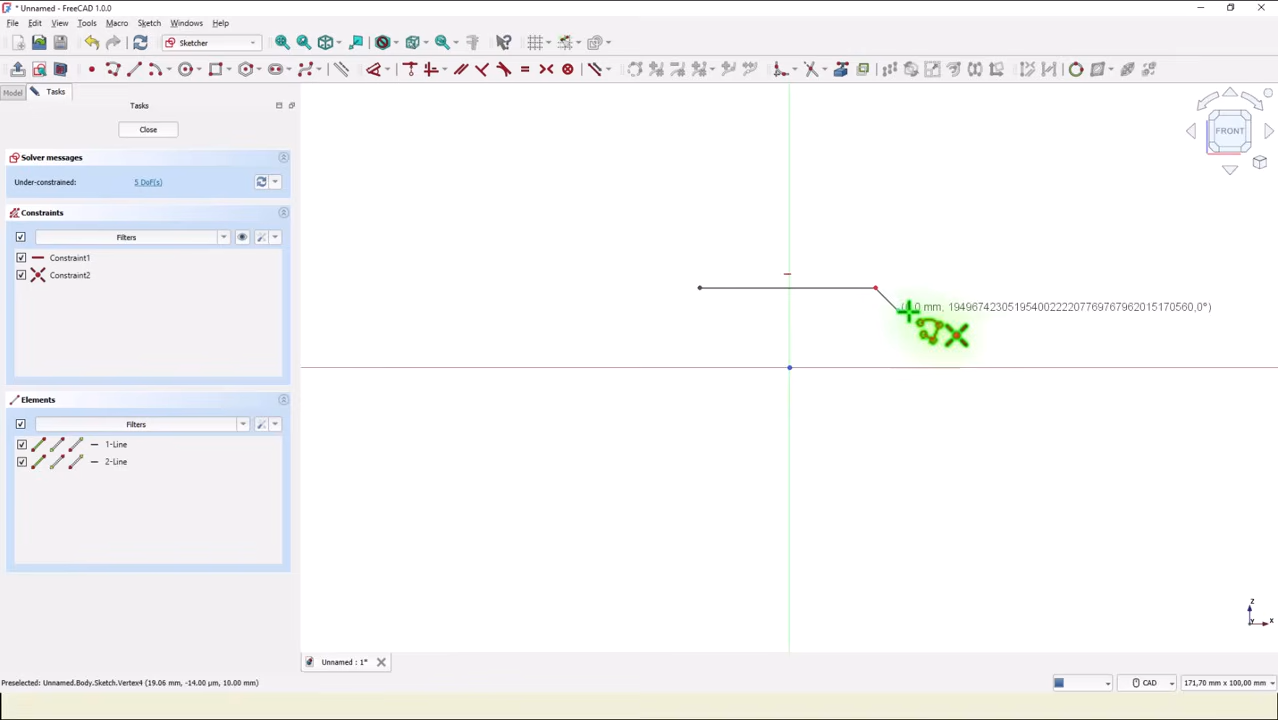 * Unnamed - FreeCAD 1.0.0
File Edit View Tools Macro Sketch Windows Help
Sketcher
Model Tasks
Tasks
Close
Solver messages
Under-constrained: 5 DoF(s)
Constraints
Filters
Constraint1
Constraint2
Elements
Filters
1-Line
2-Line
FRONT
mm, 194967423051954002222077697679620151705600,0°)
Z
Y
X
Unnamed : 1*
Preselected: Unnamed.Body.Sketch.Vertex4 (19.06 mm, -14.00 µm, 10.00 mm)
CAD
171,70 mm x 100,00 mm